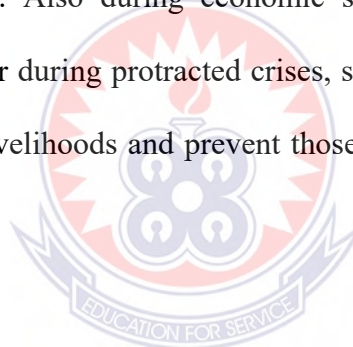 . Also during economic s
r during protracted crises, s
velihoods and prevent those
EDUCATION FOR SERVICE